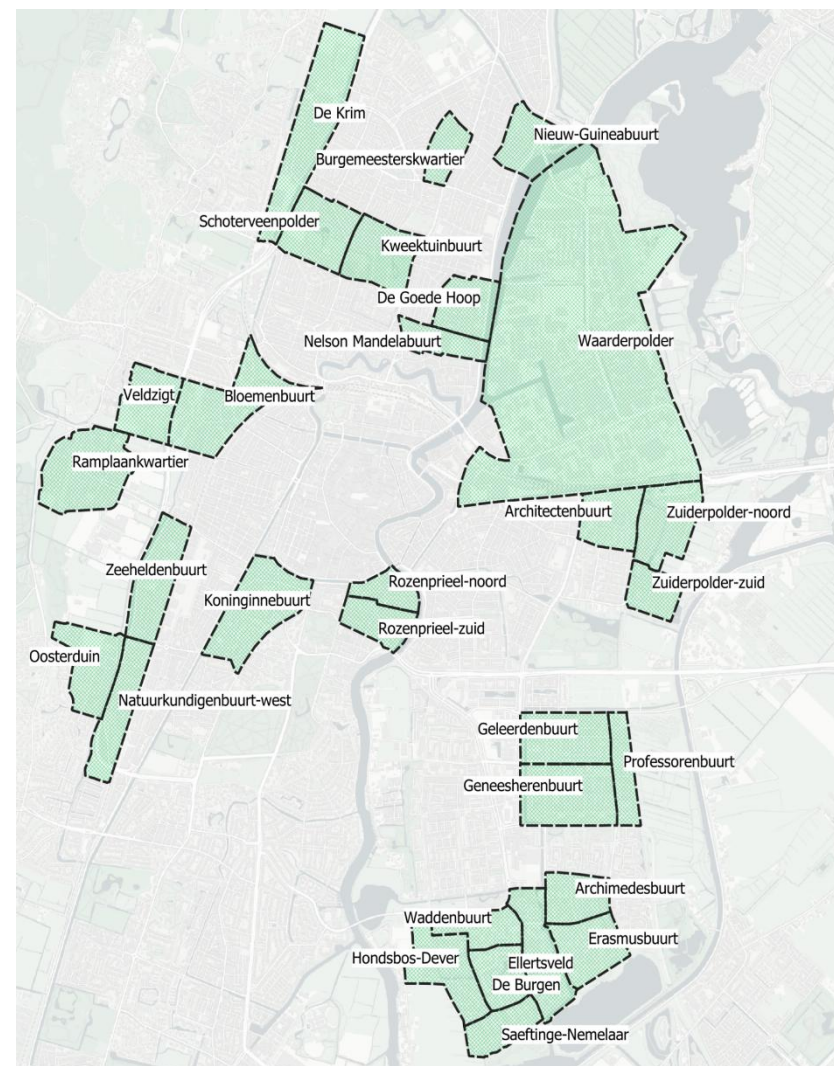 De Krim
Nieuw-Guineabuurt
Burgemeesterskwartier
Schoterveenpolder
Kweektuinbuurt
De Goede Hoop
Nelson Mandelabuurt
Waarderpolder
Veldzigt
Bloemenbuurt
Ramplaankwartier
Architectenbuurt
Zuiderpolder-noord
Zeeheldenbuurt
Rozenprieel-noord
Zuiderpolder-zuid
Koninginnebuurt
Rozenprieel-zuid
Oosterduin
Natuurkundigenbuurt-west
Geleerdenbuurt
Professorenbuurt
Geneesherenbuurt
Archimedesbuurt
Waddenbuurt
Erasmusbuurt
Hondsbos-Dever
Ellertsveld
De Burgen
Saeftinge-Nemelaar